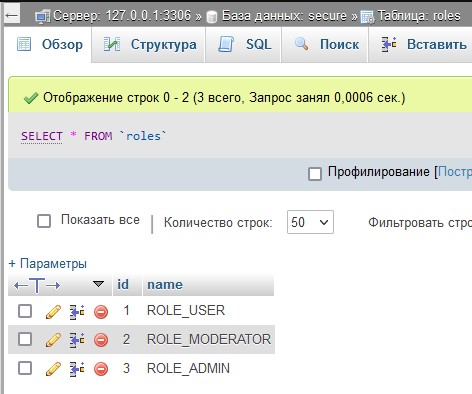 Сервер: 127.0.0.1:3306 » База данных: secure » Таблица: roles
Обзор Структура SQL Поиск Вставить
Отображение строк 0 - 2 (3 всего, Запрос занял 0,0006 сек.)
SELECT * FROM `roles`
Профилирование [Постр
Показать все | Количество строк: 50 Фильтровать стро
+ Параметры
←T→ id name
1 ROLE_USER
2 ROLE_MODERATOR
3 ROLE_ADMIN